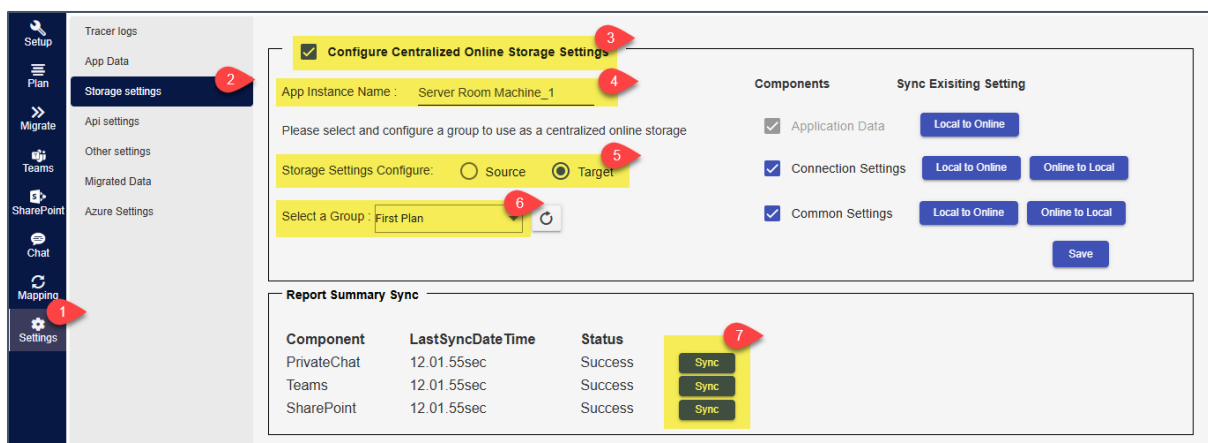 Setup
Plan
Migrate
Teams
SharePoint
Chat
Mapping
1
Settings
Tracer logs
App Data
2
Storage settings
Api settings
Other settings
Migrated Data
Azure Settings
3
Configure Centralized Online Storage Settings
4
App Instance Name : Server Room Machine_1
Please select and configure a group to use as a centralized online storage
5
Storage Settings Configure: Source Target
6
Select a Group : First Plan
Components Sync Exisiting Setting
Application Data Local to Online
Connection Settings Local to Online Online to Local
Common Settings Local to Online Online to Local
Save
Report Summary Sync
7
Component LastSyncDateTime Status
PrivateChat 12.01.55sec Success Sync
Teams 12.01.55sec Success Sync
SharePoint 12.01.55sec Success Sync